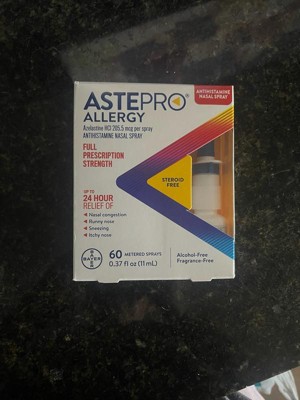 ANTIHISTAMINE
NASAL SPRAY
ASTEPRO®
ALLERGY
Azelastine HCl 205.5 mcg per spray
ANTIHISTAMINE NASAL SPRAY
FULL
PRESCRIPTION
STRENGTH
STEROID
FREE
UP TO
24 HOUR
RELIEF OF
Nasal congestion
Runny nose
Sneezing
Itchy nose
BAYER
BAYER
60 METERED SPRAYS
0.37 fl oz (11 mL)
Alcohol-Free
Fragrance-Free